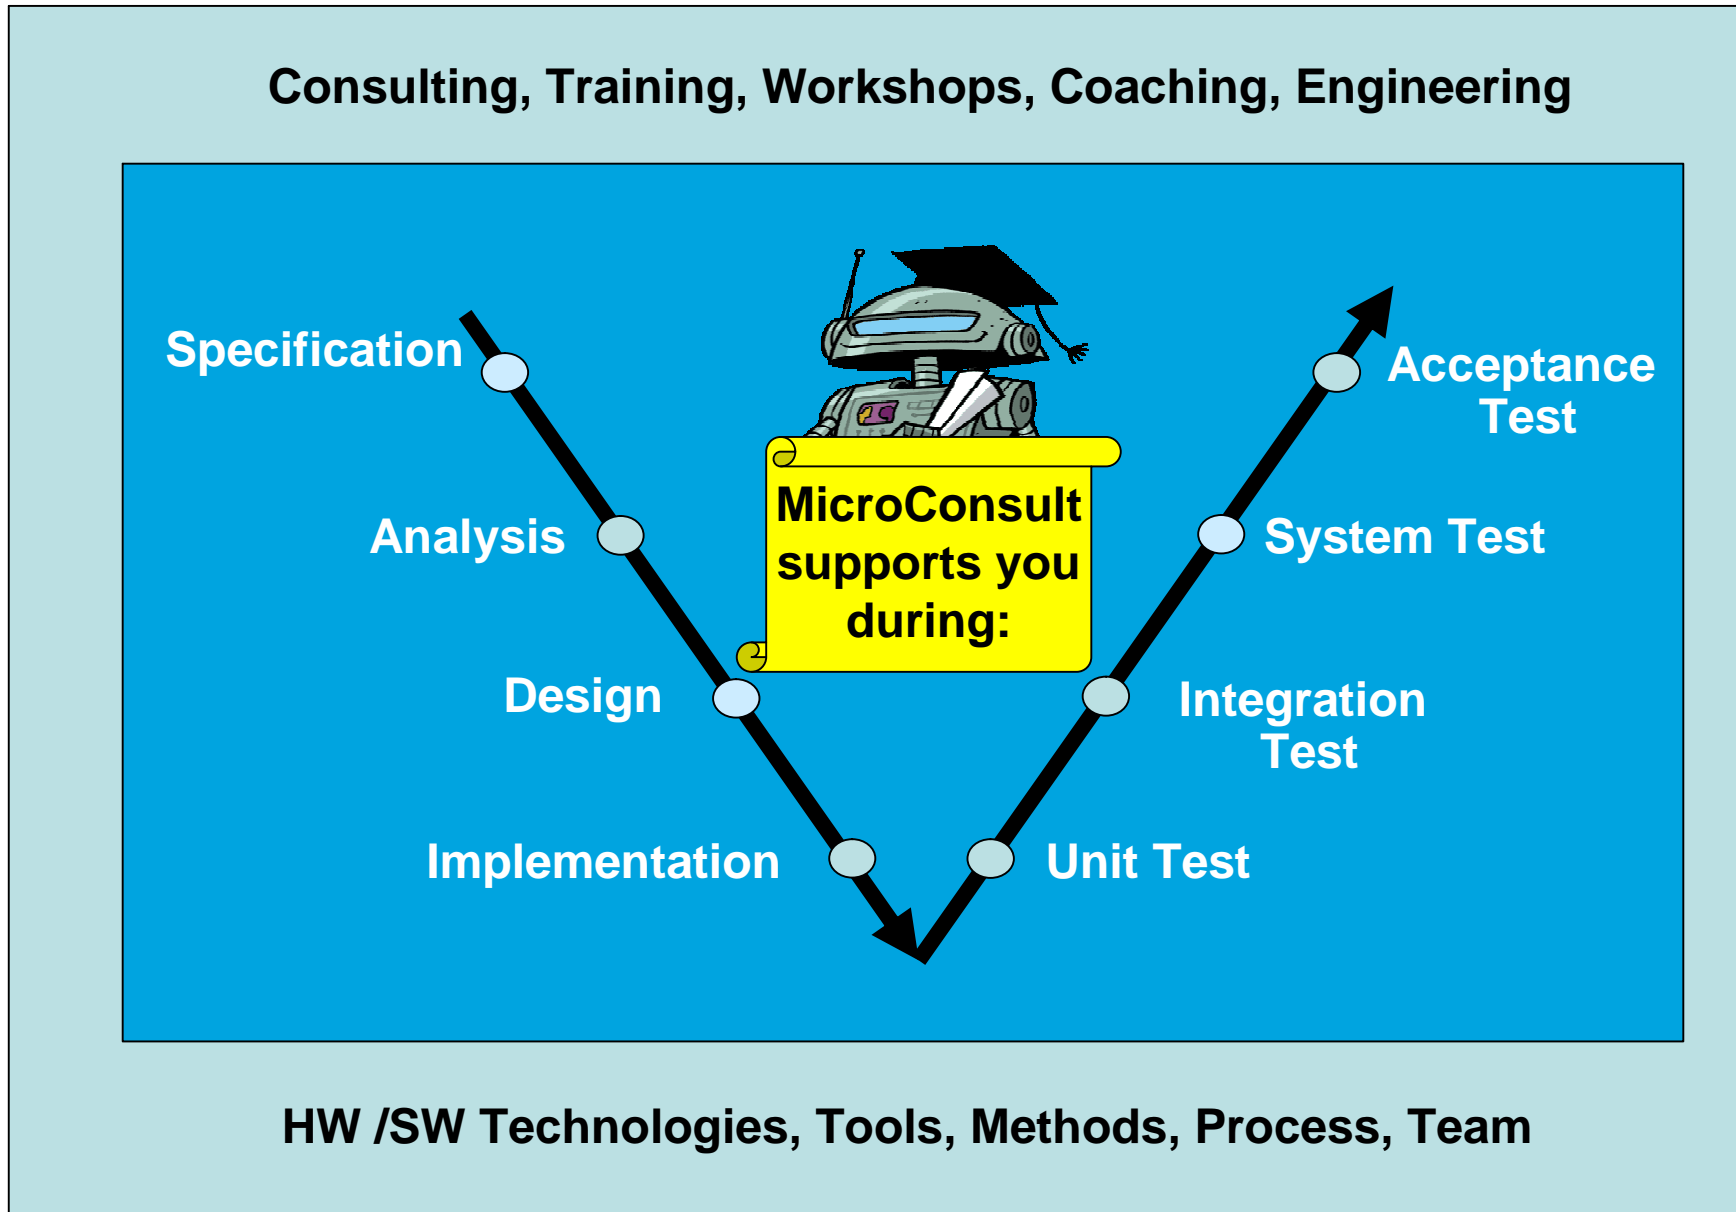 Consulting, Training, Workshops, Coaching, Engineering
Specification
Analysis
Design
Implementation
MicroConsult
supports you
during:
Acceptance
Test
System Test
Integration
Test
Unit Test
HW /SW Technologies, Tools, Methods, Process, Team